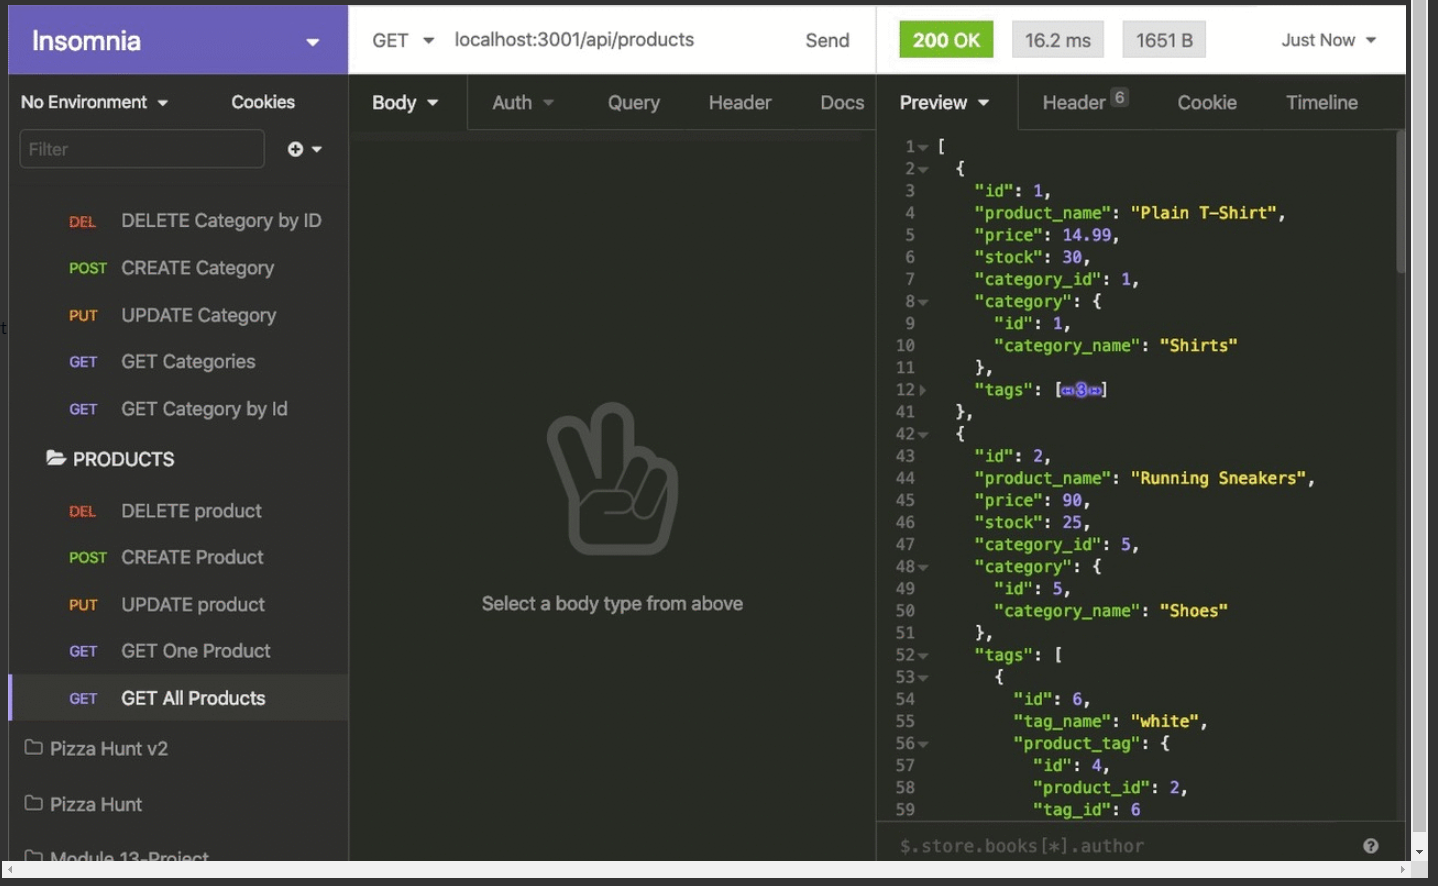 Insomnia
GET localhost:3001/api/products Send
200 OK 16.2 ms 1651 B Just Now
No Environment Cookies
Body Auth Query Header Docs
Preview Header 6 Cookie Timeline
Filter
DEL DELETE Category by ID
POST CREATE Category
PUT UPDATE Category
GET GET Categories
GET GET Category by Id
PRODUCTS
DEL DELETE product
POST CREATE Product
PUT UPDATE product
GET GET One Product
GET GET All Products
Pizza Hunt v2
Pizza Hunt
Module 13-Project
t
Select a body type from above
1 [
2 {
3 "id": 1,
4 "product_name": "Plain T-Shirt",
5 "price": 14.99,
6 "stock": 30,
7 "category_id": 1,
8 "category": {
9 "id": 1,
10 "category_name": "Shirts"
11 },
12 "tags": [↔3↔]
41 },
42 {
43 "id": 2,
44 "product_name": "Running Sneakers",
45 "price": 90,
46 "stock": 25,
47 "category_id": 5,
48 "category": {
49 "id": 5,
50 "category_name": "Shoes"
51 },
52 "tags": [
53 {
54 "id": 6,
55 "tag_name": "white",
56 "product_tag": {
57 "id": 4,
58 "product_id": 2,
59 "tag_id": 6
$.store.books[*].author